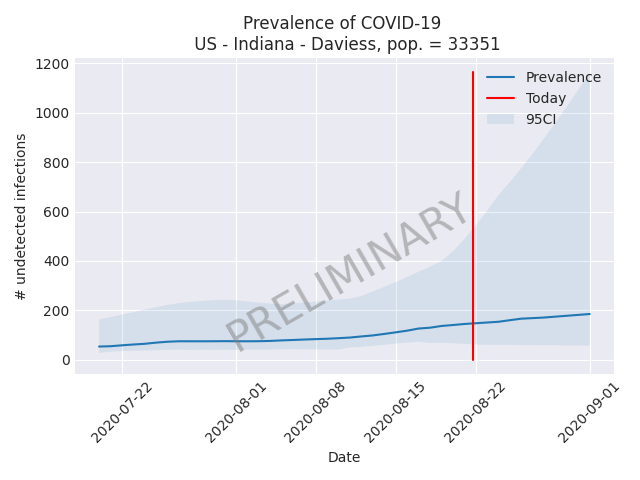 Prevalence of COVID-19
US - Indiana - Daviess, pop. = 33351
1200
1000
800
600
400
200
0
# undetected infections
Prevalence
Today
95CI
PRELIMINARY
2020-07-22
2020-08-01
2020-08-08
2020-08-15
2020-08-22
2020-09-01
Date